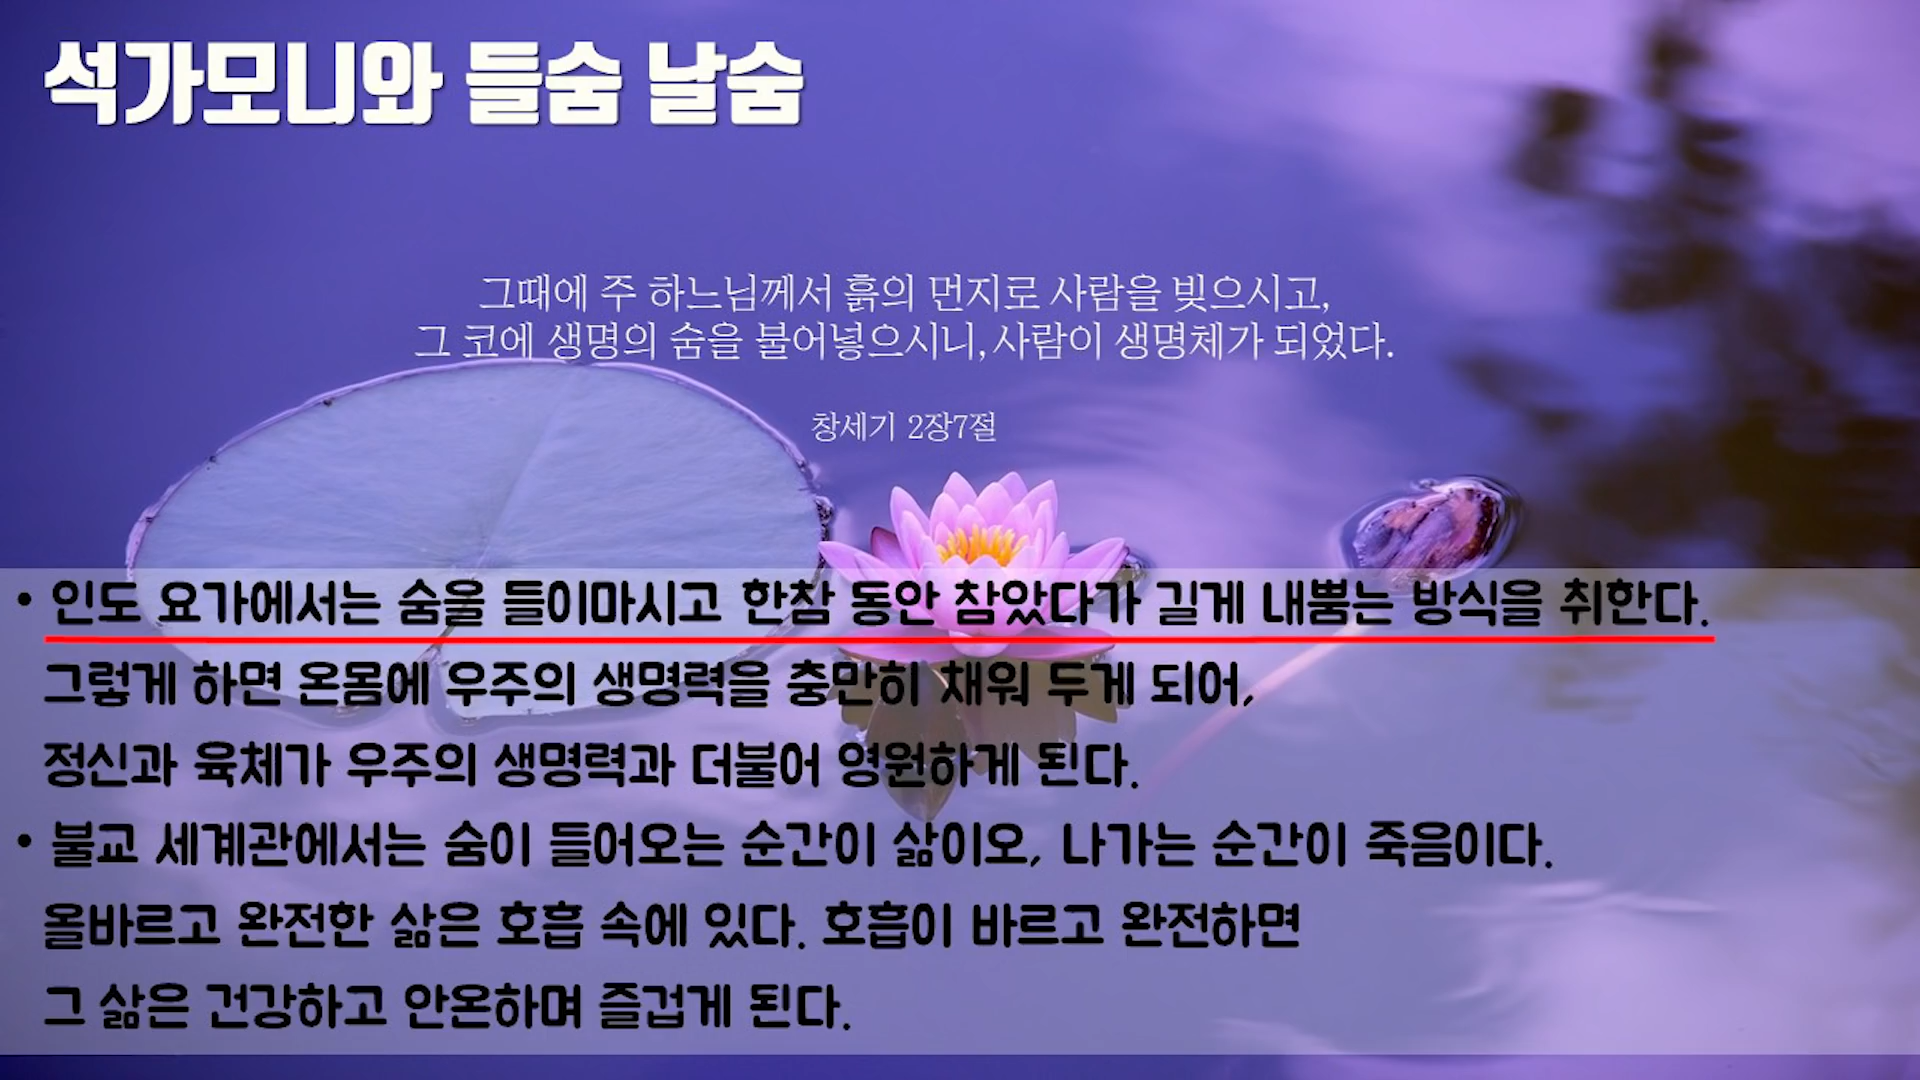 석가모니와 들숨 날숨
그때에 주 하느님께서 흙의 먼지로 사람을 빚으시고,
그 코에 생명의 숨을 불어넣으시니, 사람이 생명체가 되었다.
창세기 2장7절
• 인도 요가에서는 숨을 들이마시고 한참 동안 참았다가 길게 내뿜는 방식을 취한다.
그렇게 하면 온몸에 우주의 생명력을 충만히 채워 두게 되어,
정신과 육체가 우주의 생명력과 더불어 영원하게 된다.
• 불교 세계관에서는 숨이 들어오는 순간이 삶이오, 나가는 순간이 죽음이다.
올바르고 완전한 삶은 호흡 속에 있다. 호흡이 바르고 완전하면
그 삶은 건강하고 안온하며 즐겁게 된다.